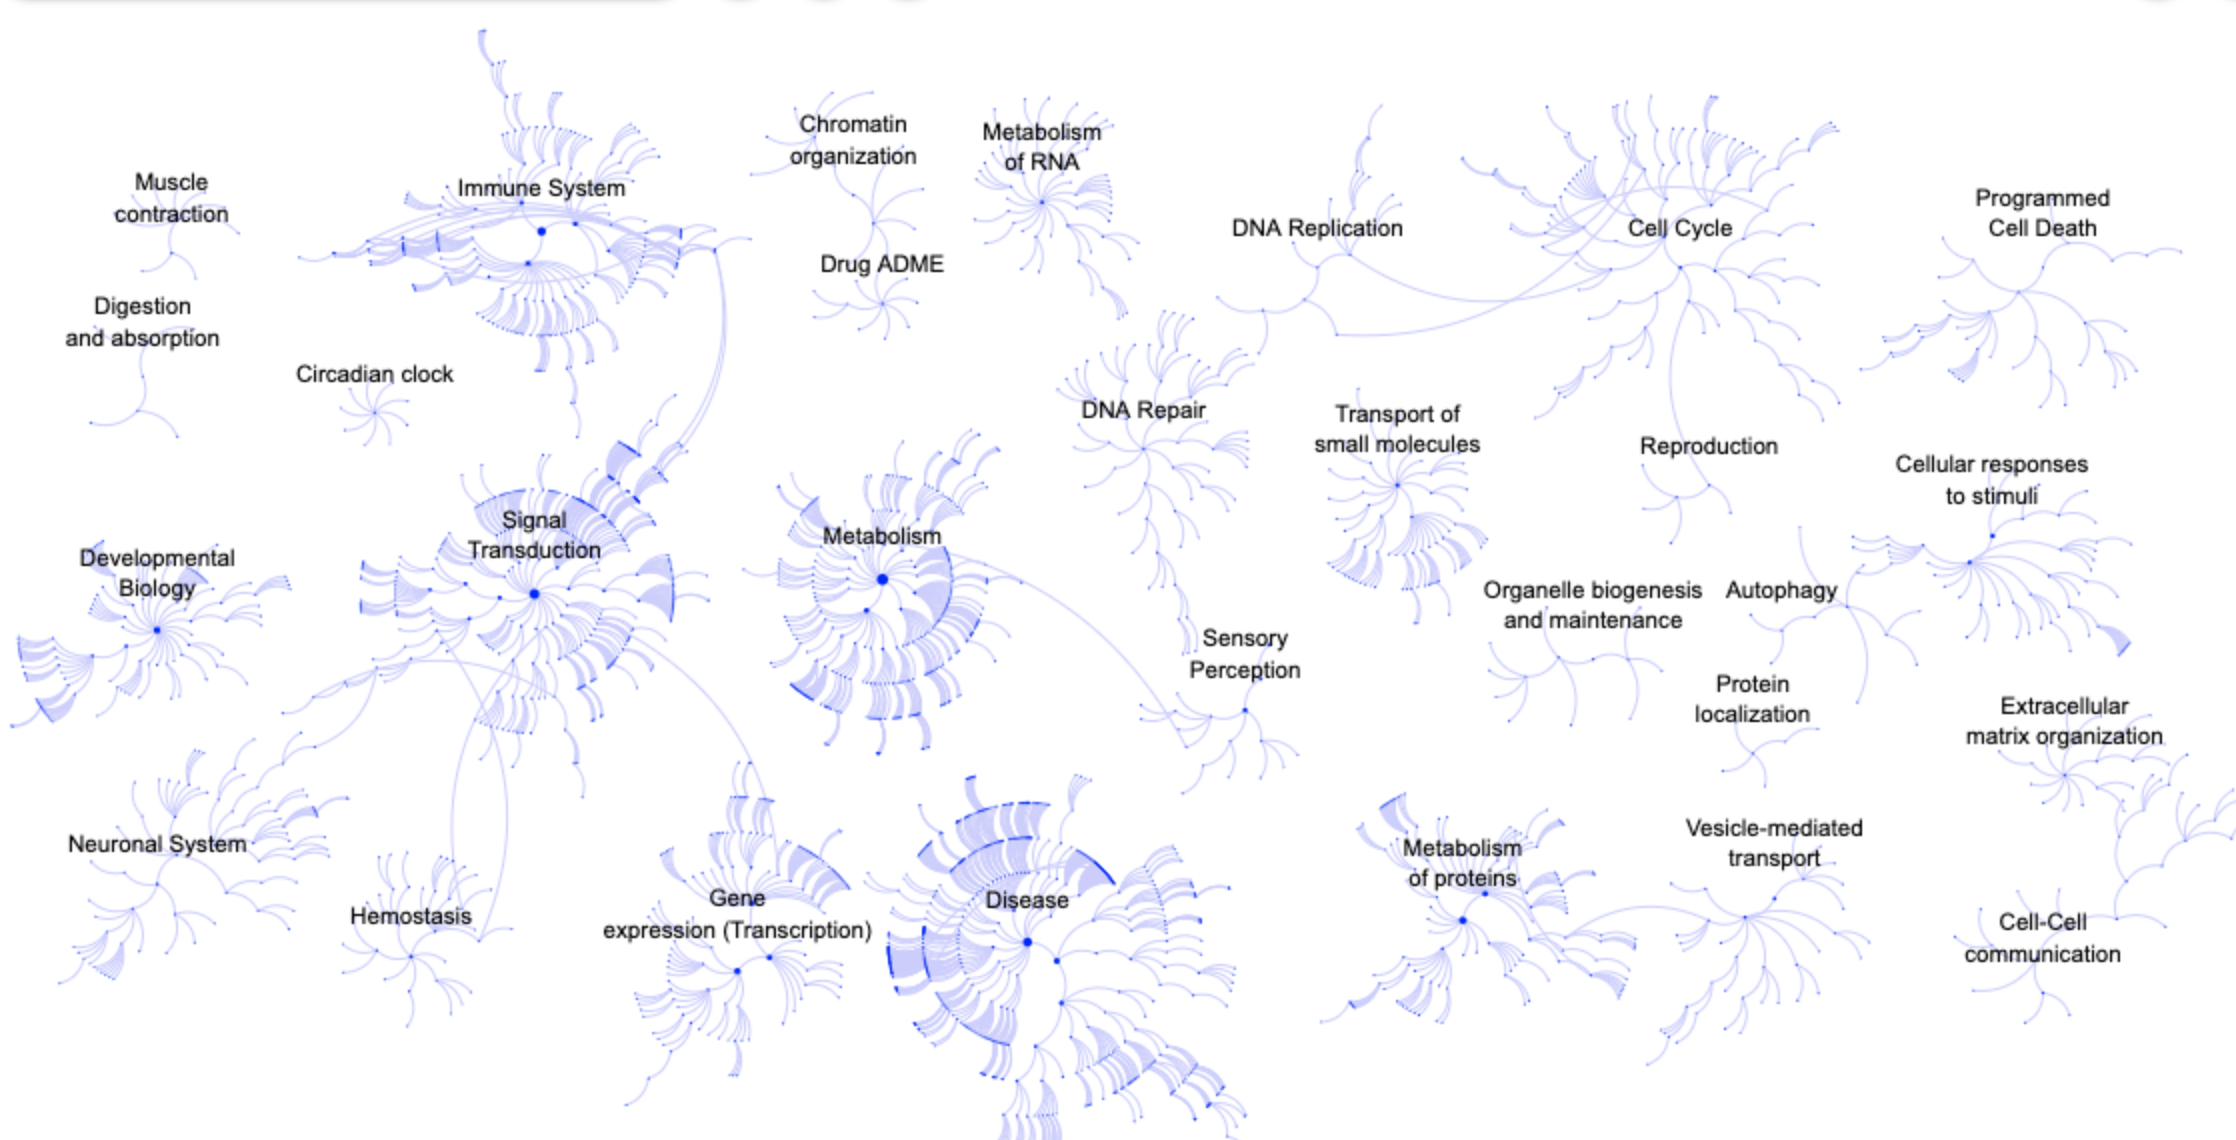 Muscle
contraction
Immune System
Chromatin
organization
Metabolism
of RNA
DNA Replication
Cell Cycle
Programmed
Cell Death
Digestion
and absorption
Drug ADME
Circadian clock
DNA Repair
Transport of
small molecules
Reproduction
Cellular responses
to stimuli
Signal
Transduction
Metabolism
Developmental
Biology
Organelle biogenesis
and maintenance
Autophagy
Sensory
Perception
Protein
localization
Extracellular
matrix organization
Neuronal System
Hemostasis
Gene
expression (Transcription)
Disease
Metabolism
of proteins
Vesicle-mediated
transport
Cell-Cell
communication